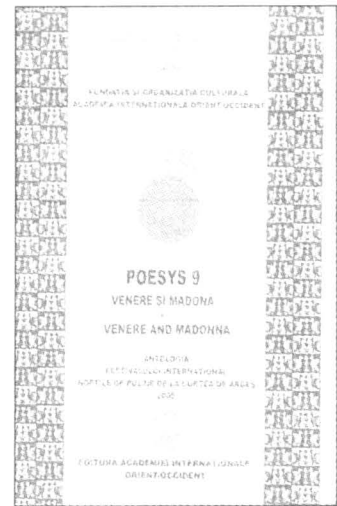 FUNDAȚIA ȘI ORGANIZAȚIA CULTURALĂ
ACADEMIA INTERNAȚIONALĂ ORIENT-OCCIDENT
POESYS 9
VENERE ȘI MADONA
-
VENERE AND MADONNA
ANTOLOGIA
FESTIVALULUI INTERNAȚIONAL
NOPȚILE DE POEZIE DE LA CURTEA DE ARGEȘ
EDITURA ACADEMIEI INTERNAȚIONALE
ORIENT-OCCIDENT